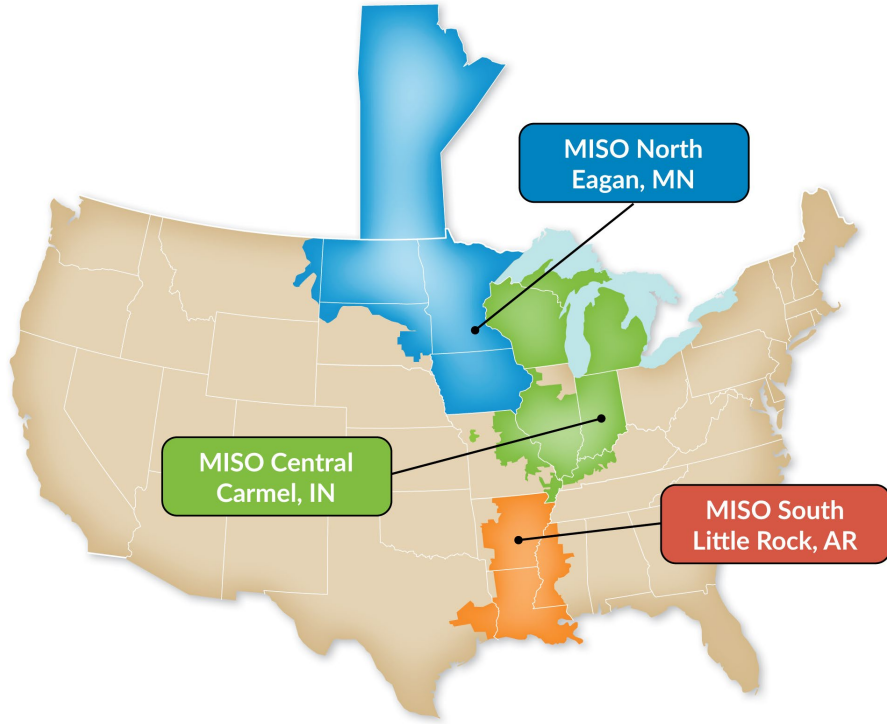 MISO North
Eagan, MN
MISO Central
Carmel, IN
MISO South
Little Rock, AR